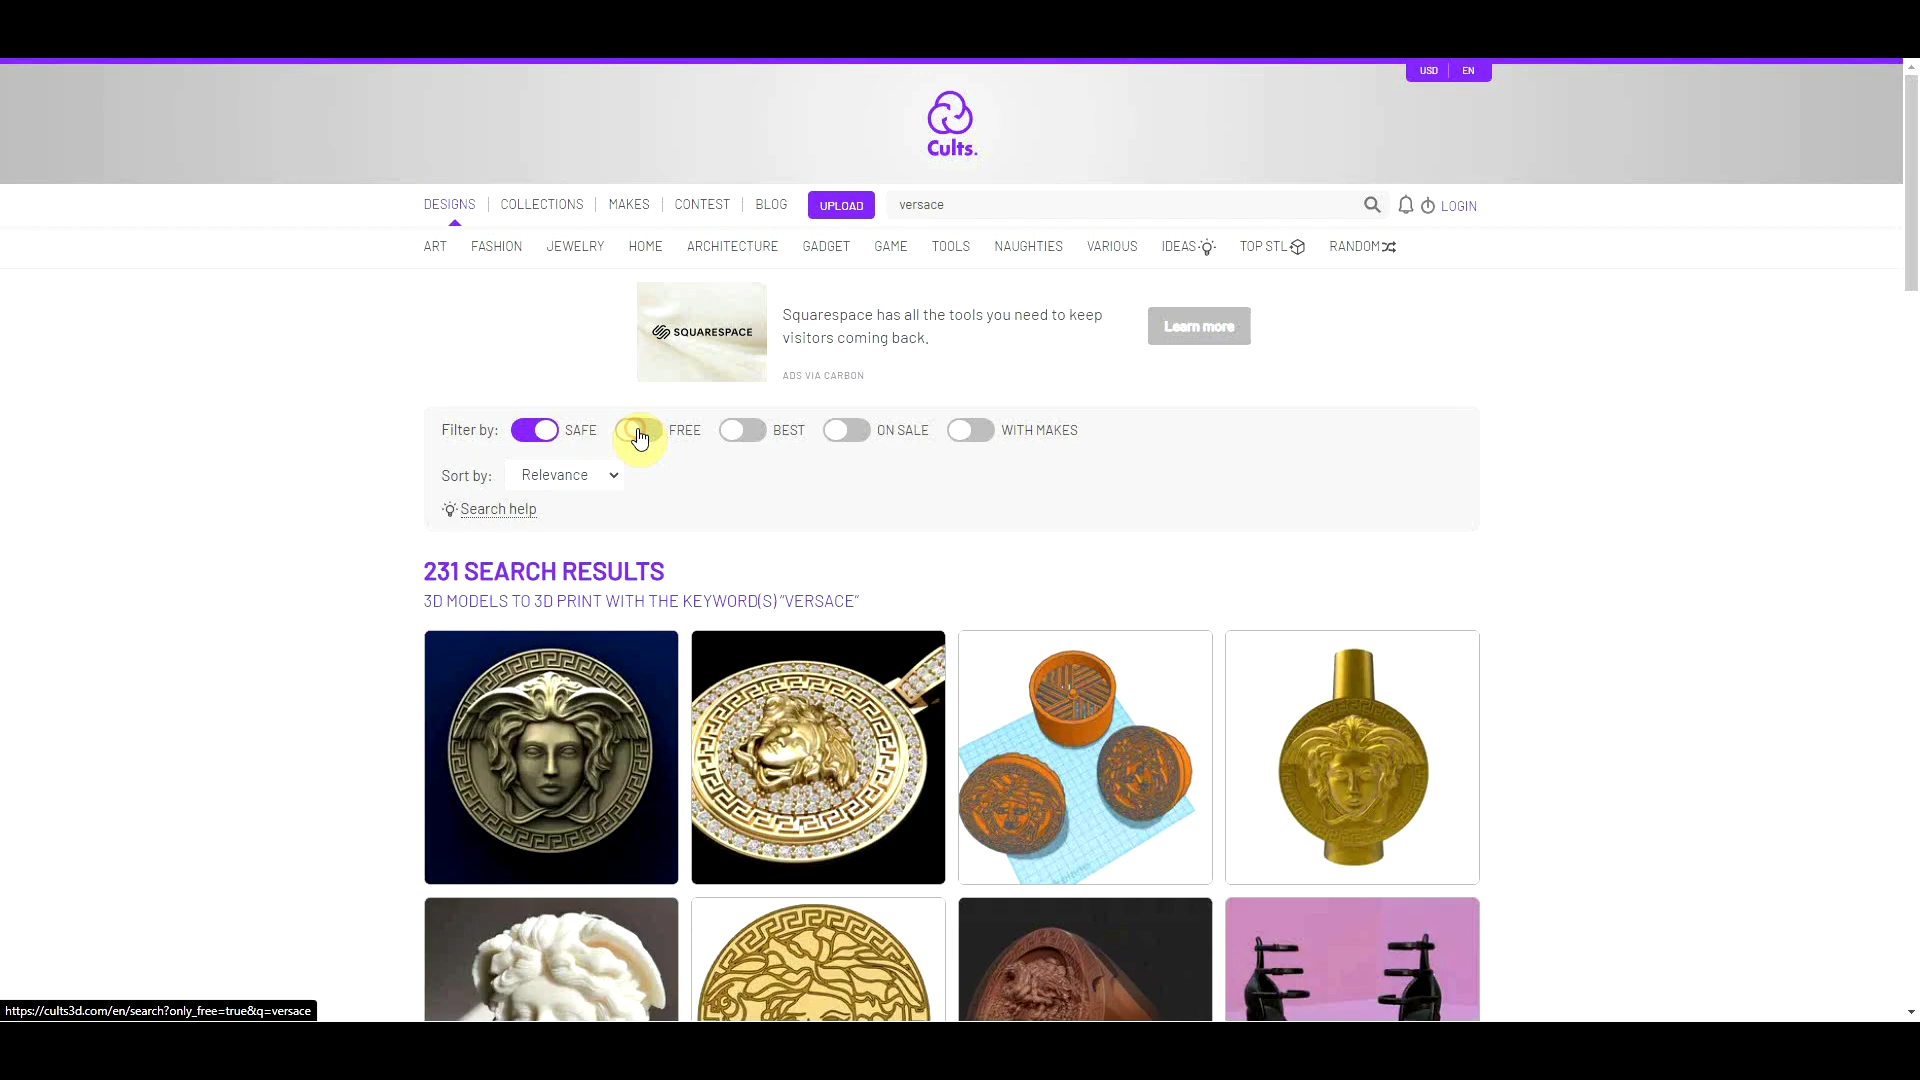 USD EN
Cults.
DESIGNS COLLECTIONS MAKES CONTEST BLOG UPLOAD versace LOGIN
ART FASHION JEWELRY HOME ARCHITECTURE GADGET GAME TOOLS NAUGHTIES VARIOUS IDEAS TOP STL RANDOM
SQUARESPACE
Squarespace has all the tools you need to keep
visitors coming back.
Learn more
ADS VIA CARBON
Filter by: SAFE FREE BEST ON SALE WITH MAKES
Sort by: Relevance
Search help
231 SEARCH RESULTS
3D MODELS TO 3D PRINT WITH THE KEYWORD(S) "VERSACE"
https://cults3d.com/en/search?only_free=true&q=versace